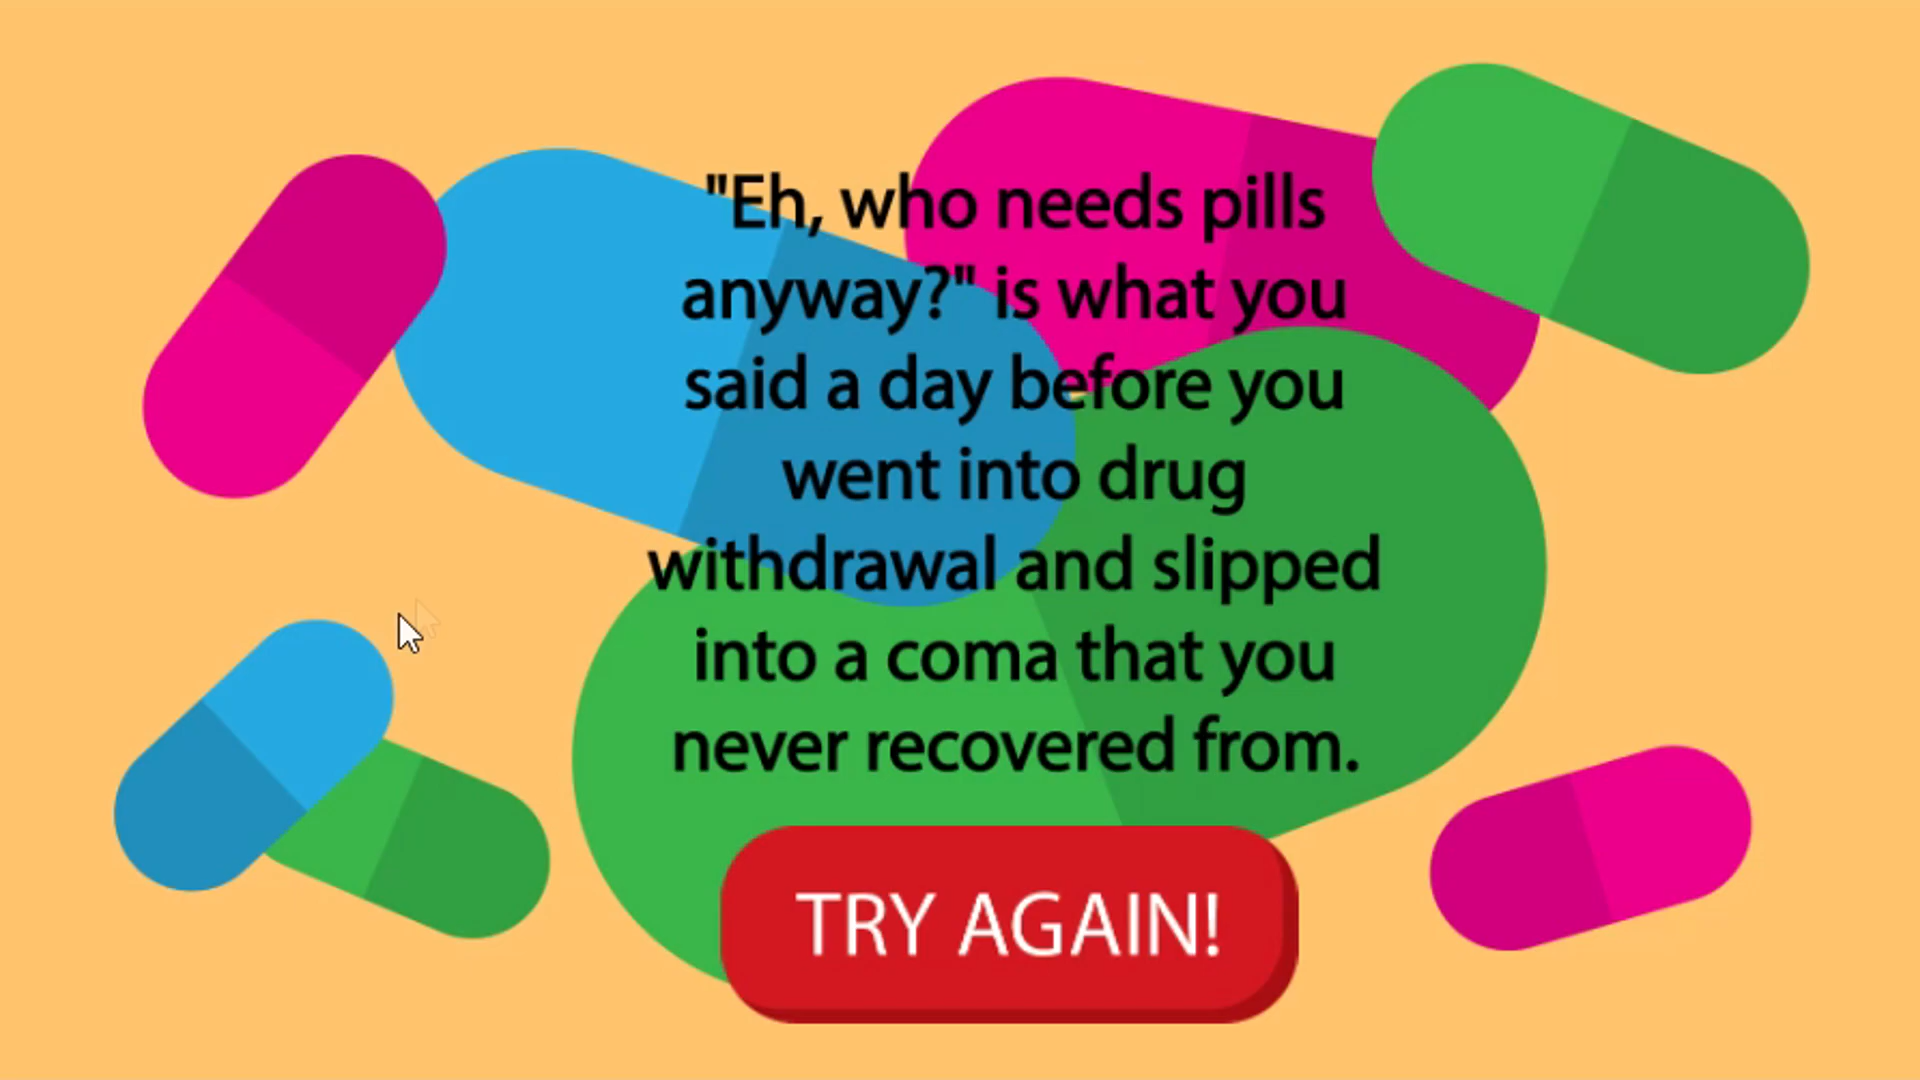 "Eh, who needs pills
anyway?" is what you
said a day before you
went into drug
withdrawal and slipped
into a coma that you
never recovered from.
TRY AGAIN!